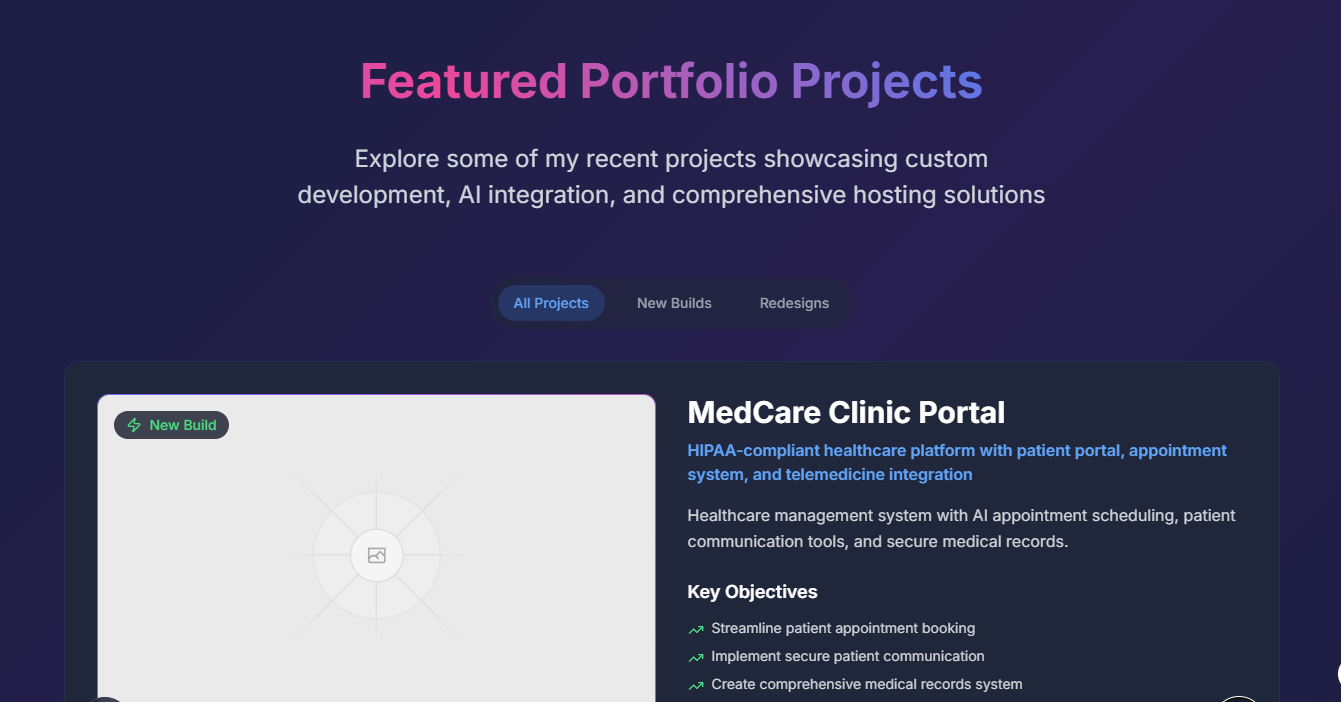 Featured Portfolio Projects
Explore some of my recent projects showcasing custom
development, AI integration, and comprehensive hosting solutions
All Projects
New Builds
Redesigns
New Build
MedCare Clinic Portal
HIPAA-compliant healthcare platform with patient portal, appointment
system, and telemedicine integration
Healthcare management system with AI appointment scheduling, patient
communication tools, and secure medical records.
Key Objectives
Streamline patient appointment booking
Implement secure patient communication
Create comprehensive medical records system